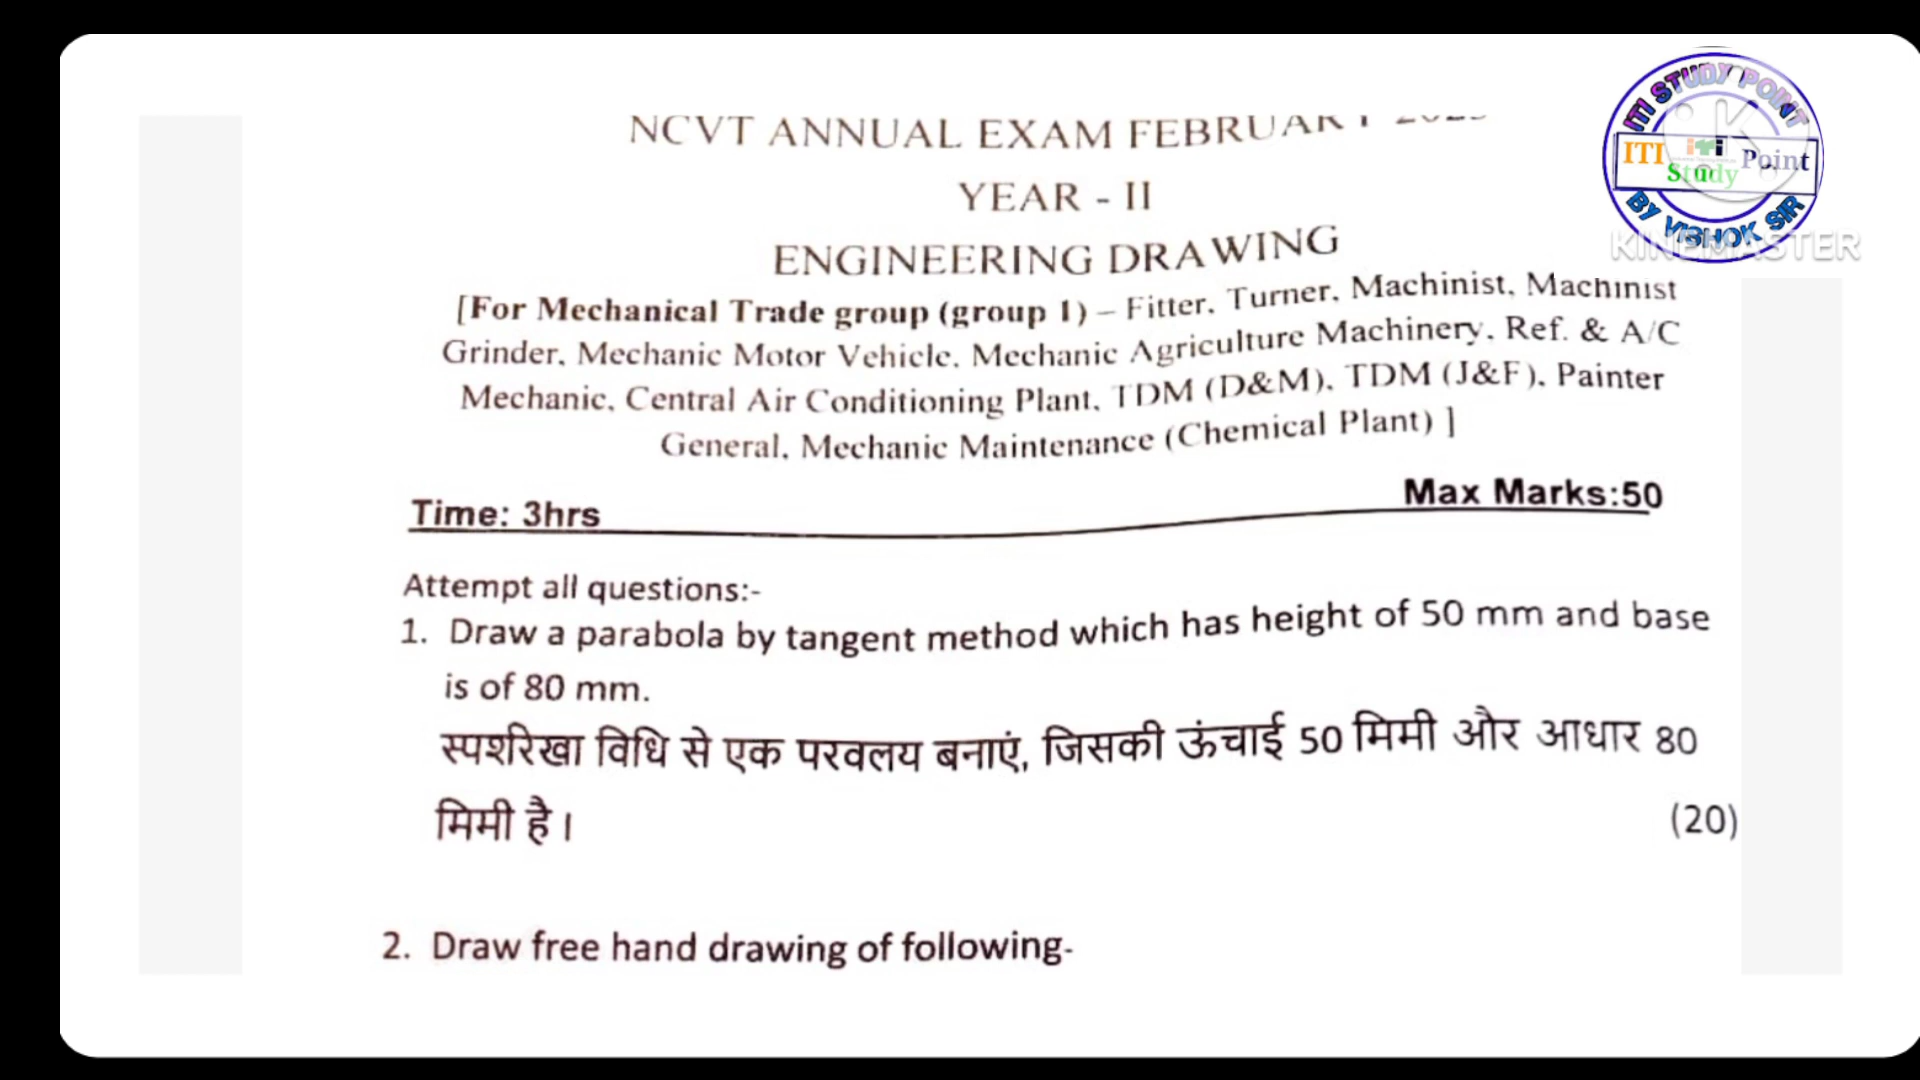 NCVT ANNUAL EXAM FEBRUARY
YEAR - II
ENGINEERING DRAWING
[For Mechanical Trade group (group 1) – Fitter, Turner, Machinist, Machinist
Grinder, Mechanic Motor Vehicle, Mechanic Agriculture Machinery, Ref. & A/C
Mechanic, Central Air Conditioning Plant, TDM (D&M), TDM (J&F), Painter
General, Mechanic Maintenance (Chemical Plant) ]
Time: 3hrs Max Marks:50
Attempt all questions:-
1. Draw a parabola by tangent method which has height of 50 mm and base
is of 80 mm.
स्पर्शरेखा विधि से एक परवलय बनाएं, जिसकी ऊंचाई 50 मिमी और आधार 80
मिमी है।
(20)
2. Draw free hand drawing of following-
ITI STUDY POINT
ITI Study Point
By VISHOK SIR
KINEMASTER